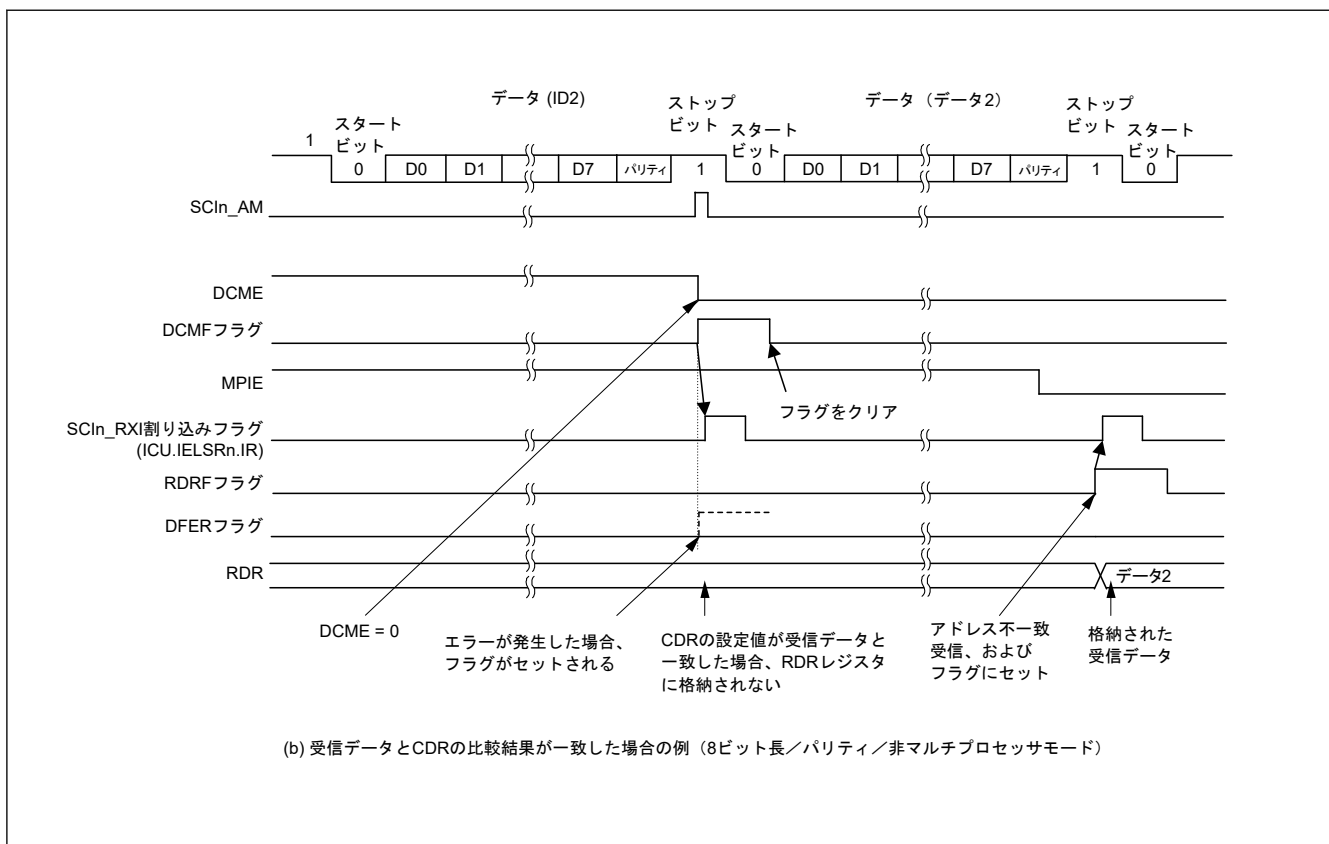 データ (ID2)
ストップ
ビット
データ（データ2）
ストップ
ビット
1
スタート
ビット
スタート
ビット
スタート
ビット
0 D0 D1 D7 パリティ 1 0 D0 D1 D7 パリティ 1 0
SCIn_AM
DCME
DCMFフラグ
MPIE
フラグをクリア
SCIn_RXI割り込みフラグ
(ICU.IELSRn.IR)
RDRFフラグ
DFERフラグ
RDR
データ2
DCME = 0
エラーが発生した場合、
フラグがセットされる
CDRの設定値が受信データと
一致した場合、RDRレジスタ
に格納されない
アドレス不一致
受信、および
フラグにセット
格納された
受信データ
(b) 受信データとCDRの比較結果が一致した場合の例（8ビット長／パリティ／非マルチプロセッサモード）